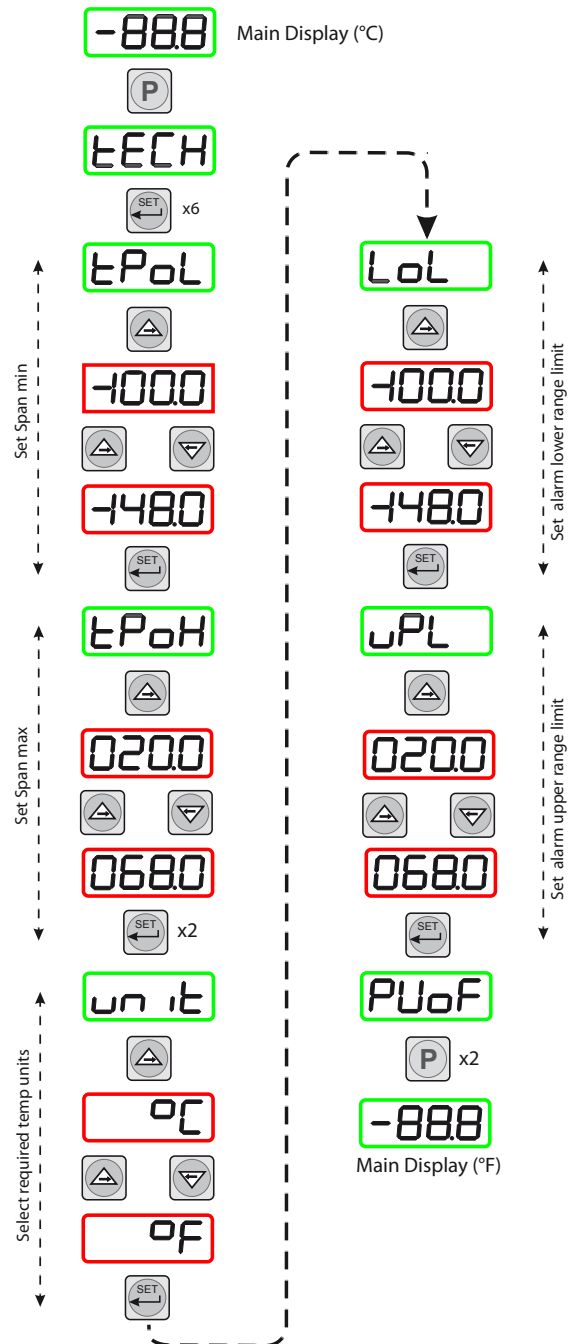 -88.8 Main Display (°C)
P
tECH
SET x6
tPoL
Set Span min
-100.0
-148.0
SET
tPoH
Set Span max
020.0
068.0
SET x2
unit
Select required temp units
°C
°F
SET
LoL
Set alarm lower range limit
-100.0
-148.0
SET
uPL
Set alarm upper range limit
020.0
068.0
SET
PUoF
P x2
-88.8
Main Display (°F)